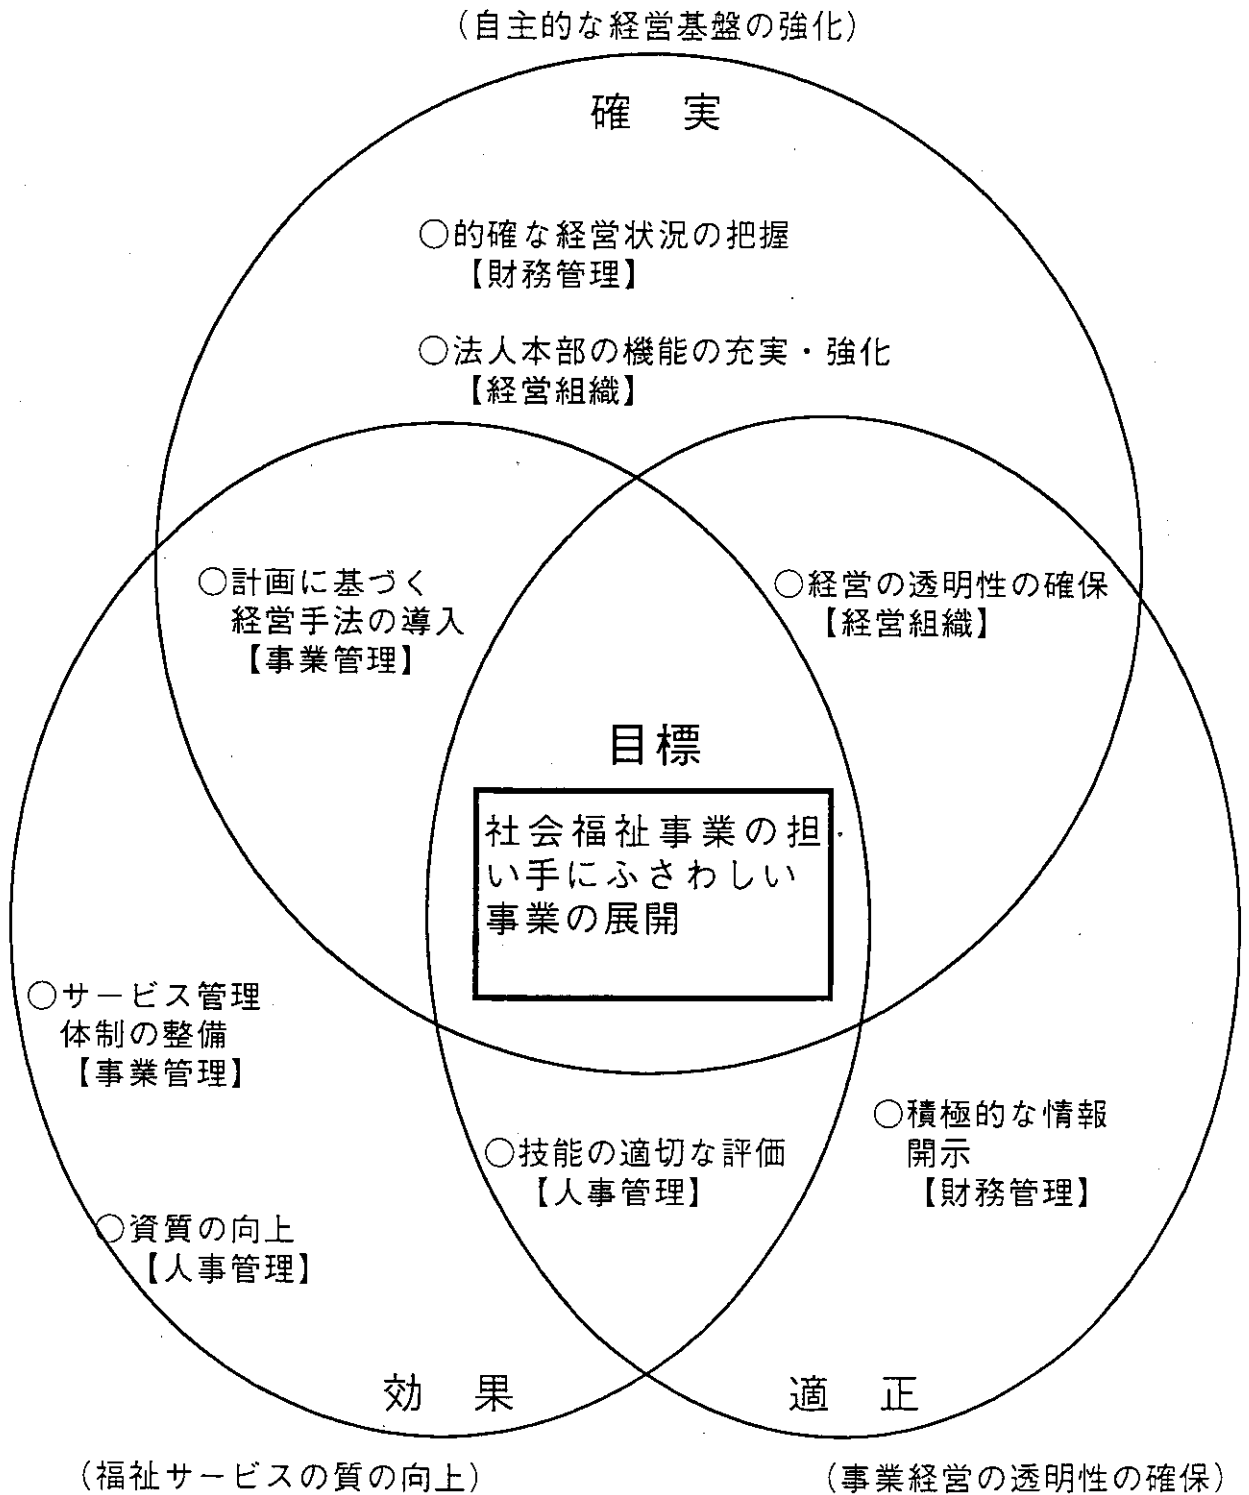 （自主的な経営基盤の強化）
確　実
○的確な経営状況の把握
【財務管理】
○法人本部の機能の充実・強化
【経営組織】
○計画に基づく
経営手法の導入
【事業管理】
○経営の透明性の確保
【経営組織】
目標
社会福祉事業の担
い手にふさわしい
事業の展開
○サービス管理
体制の整備
【事業管理】
○資質の向上
【人事管理】
○技能の適切な評価
【人事管理】
○積極的な情報
開示
【財務管理】
効　果
適　正
（福祉サービスの質の向上）
（事業経営の透明性の確保）